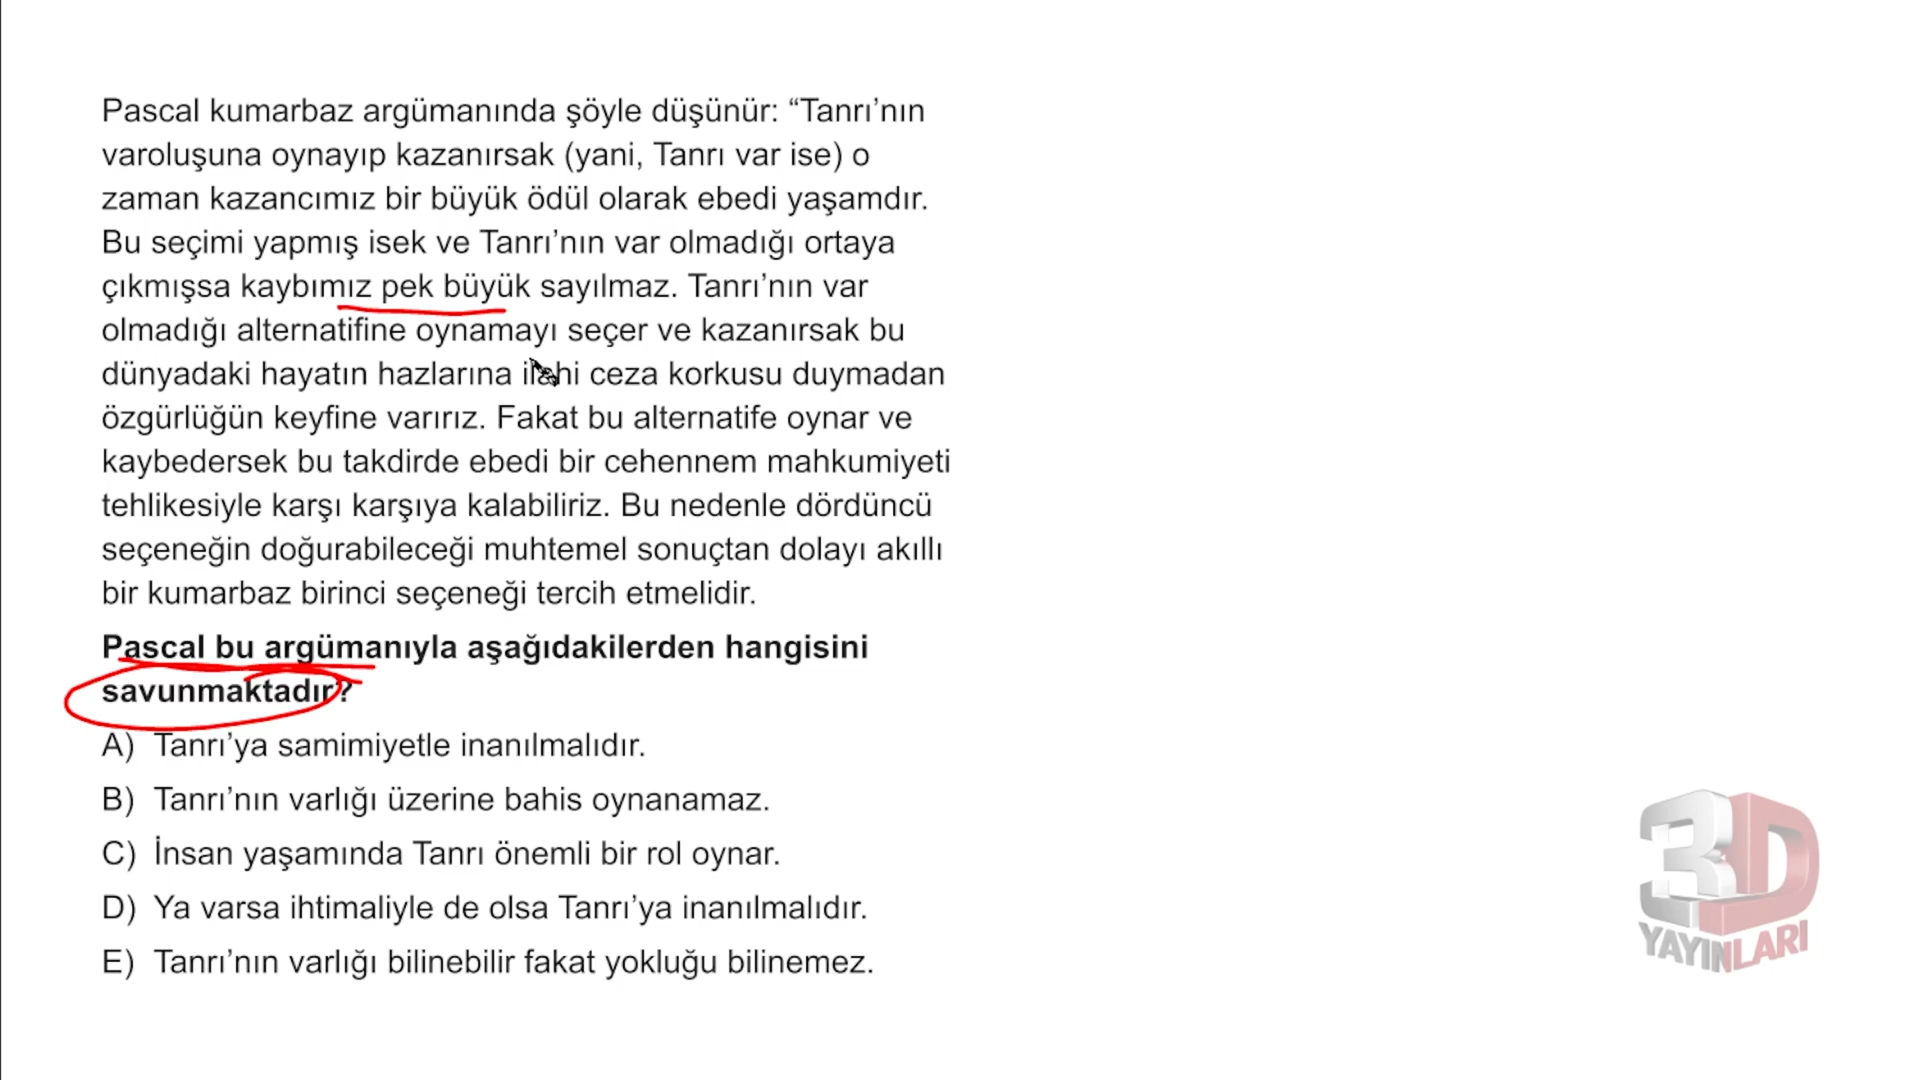 Pascal kumarbaz argümanında şöyle düşünür: “Tanrı’nın
varoluşuna oynayıp kazanırsak (yani, Tanrı var ise) o
zaman kazancımız bir büyük ödül olarak ebedi yaşamdır.
Bu seçimi yapmış isek ve Tanrı’nın var olmadığı ortaya
çıkmışsa kaybımız pek büyük sayılmaz. Tanrı’nın var
olmadığı alternatifine oynamayı seçer ve kazanırsak bu
dünyadaki hayatın hazlarına ilahi ceza korkusu duymadan
özgürlüğün keyfine varırız. Fakat bu alternatife oynar ve
kaybedersek bu takdirde ebedi bir cehennem mahkumiyeti
tehlikesiyle karşı karşıya kalabiliriz. Bu nedenle dördüncü
seçeneğin doğurabileceği muhtemel sonuçtan dolayı akıllı
bir kumarbaz birinci seçeneği tercih etmelidir.
Pascal bu argümanıyla aşağıdakilerden hangisini
savunmaktadır?
A) Tanrı’ya samimiyetle inanılmalıdır.
B) Tanrı’nın varlığı üzerine bahis oynanamaz.
C) İnsan yaşamında Tanrı önemli bir rol oynar.
D) Ya varsa ihtimaliyle de olsa Tanrı’ya inanılmalıdır.
E) Tanrı’nın varlığı bilinebilir fakat yokluğu bilinemez.
3D
YAYINLARI